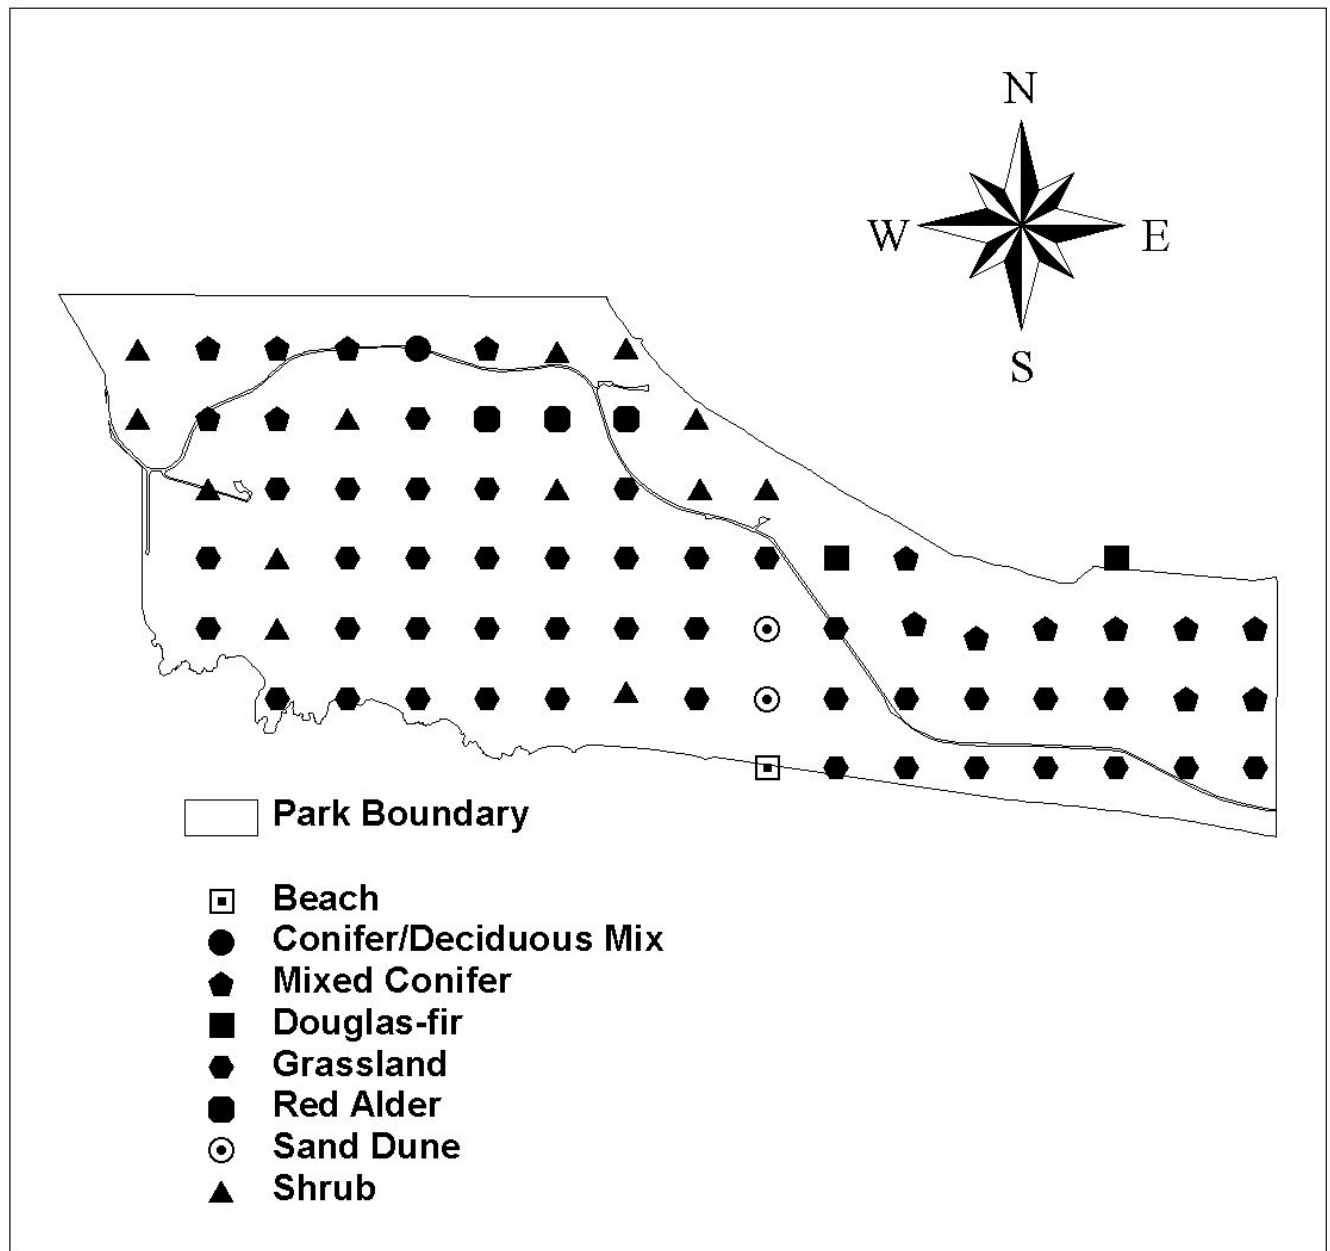 N
W E
S
Park Boundary
Beach
Conifer/Deciduous Mix
Mixed Conifer
Douglas-fir
Grassland
Red Alder
Sand Dune
Shrub